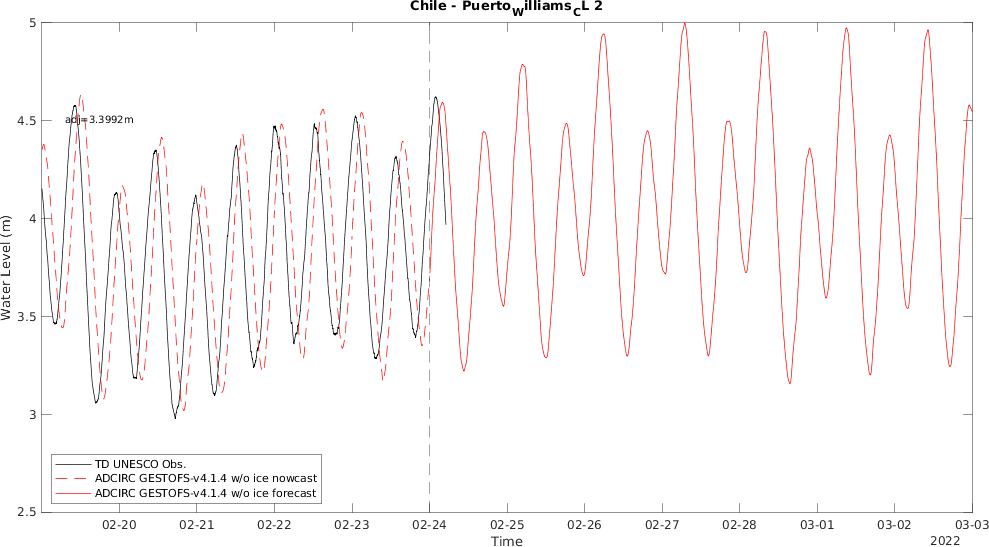 Chile - PuertoWilliamsCL 2
5
4.5
4
3.5
3
2.5
Water Level (m)
adj=3.3992m
TD UNESCO Obs.
ADCIRC GESTOFS-v4.1.4 w/o ice nowcast
ADCIRC GESTOFS-v4.1.4 w/o ice forecast
02-20 02-21 02-22 02-23 02-24 02-25 02-26 02-27 02-28 03-01 03-02 03-03
Time
2022